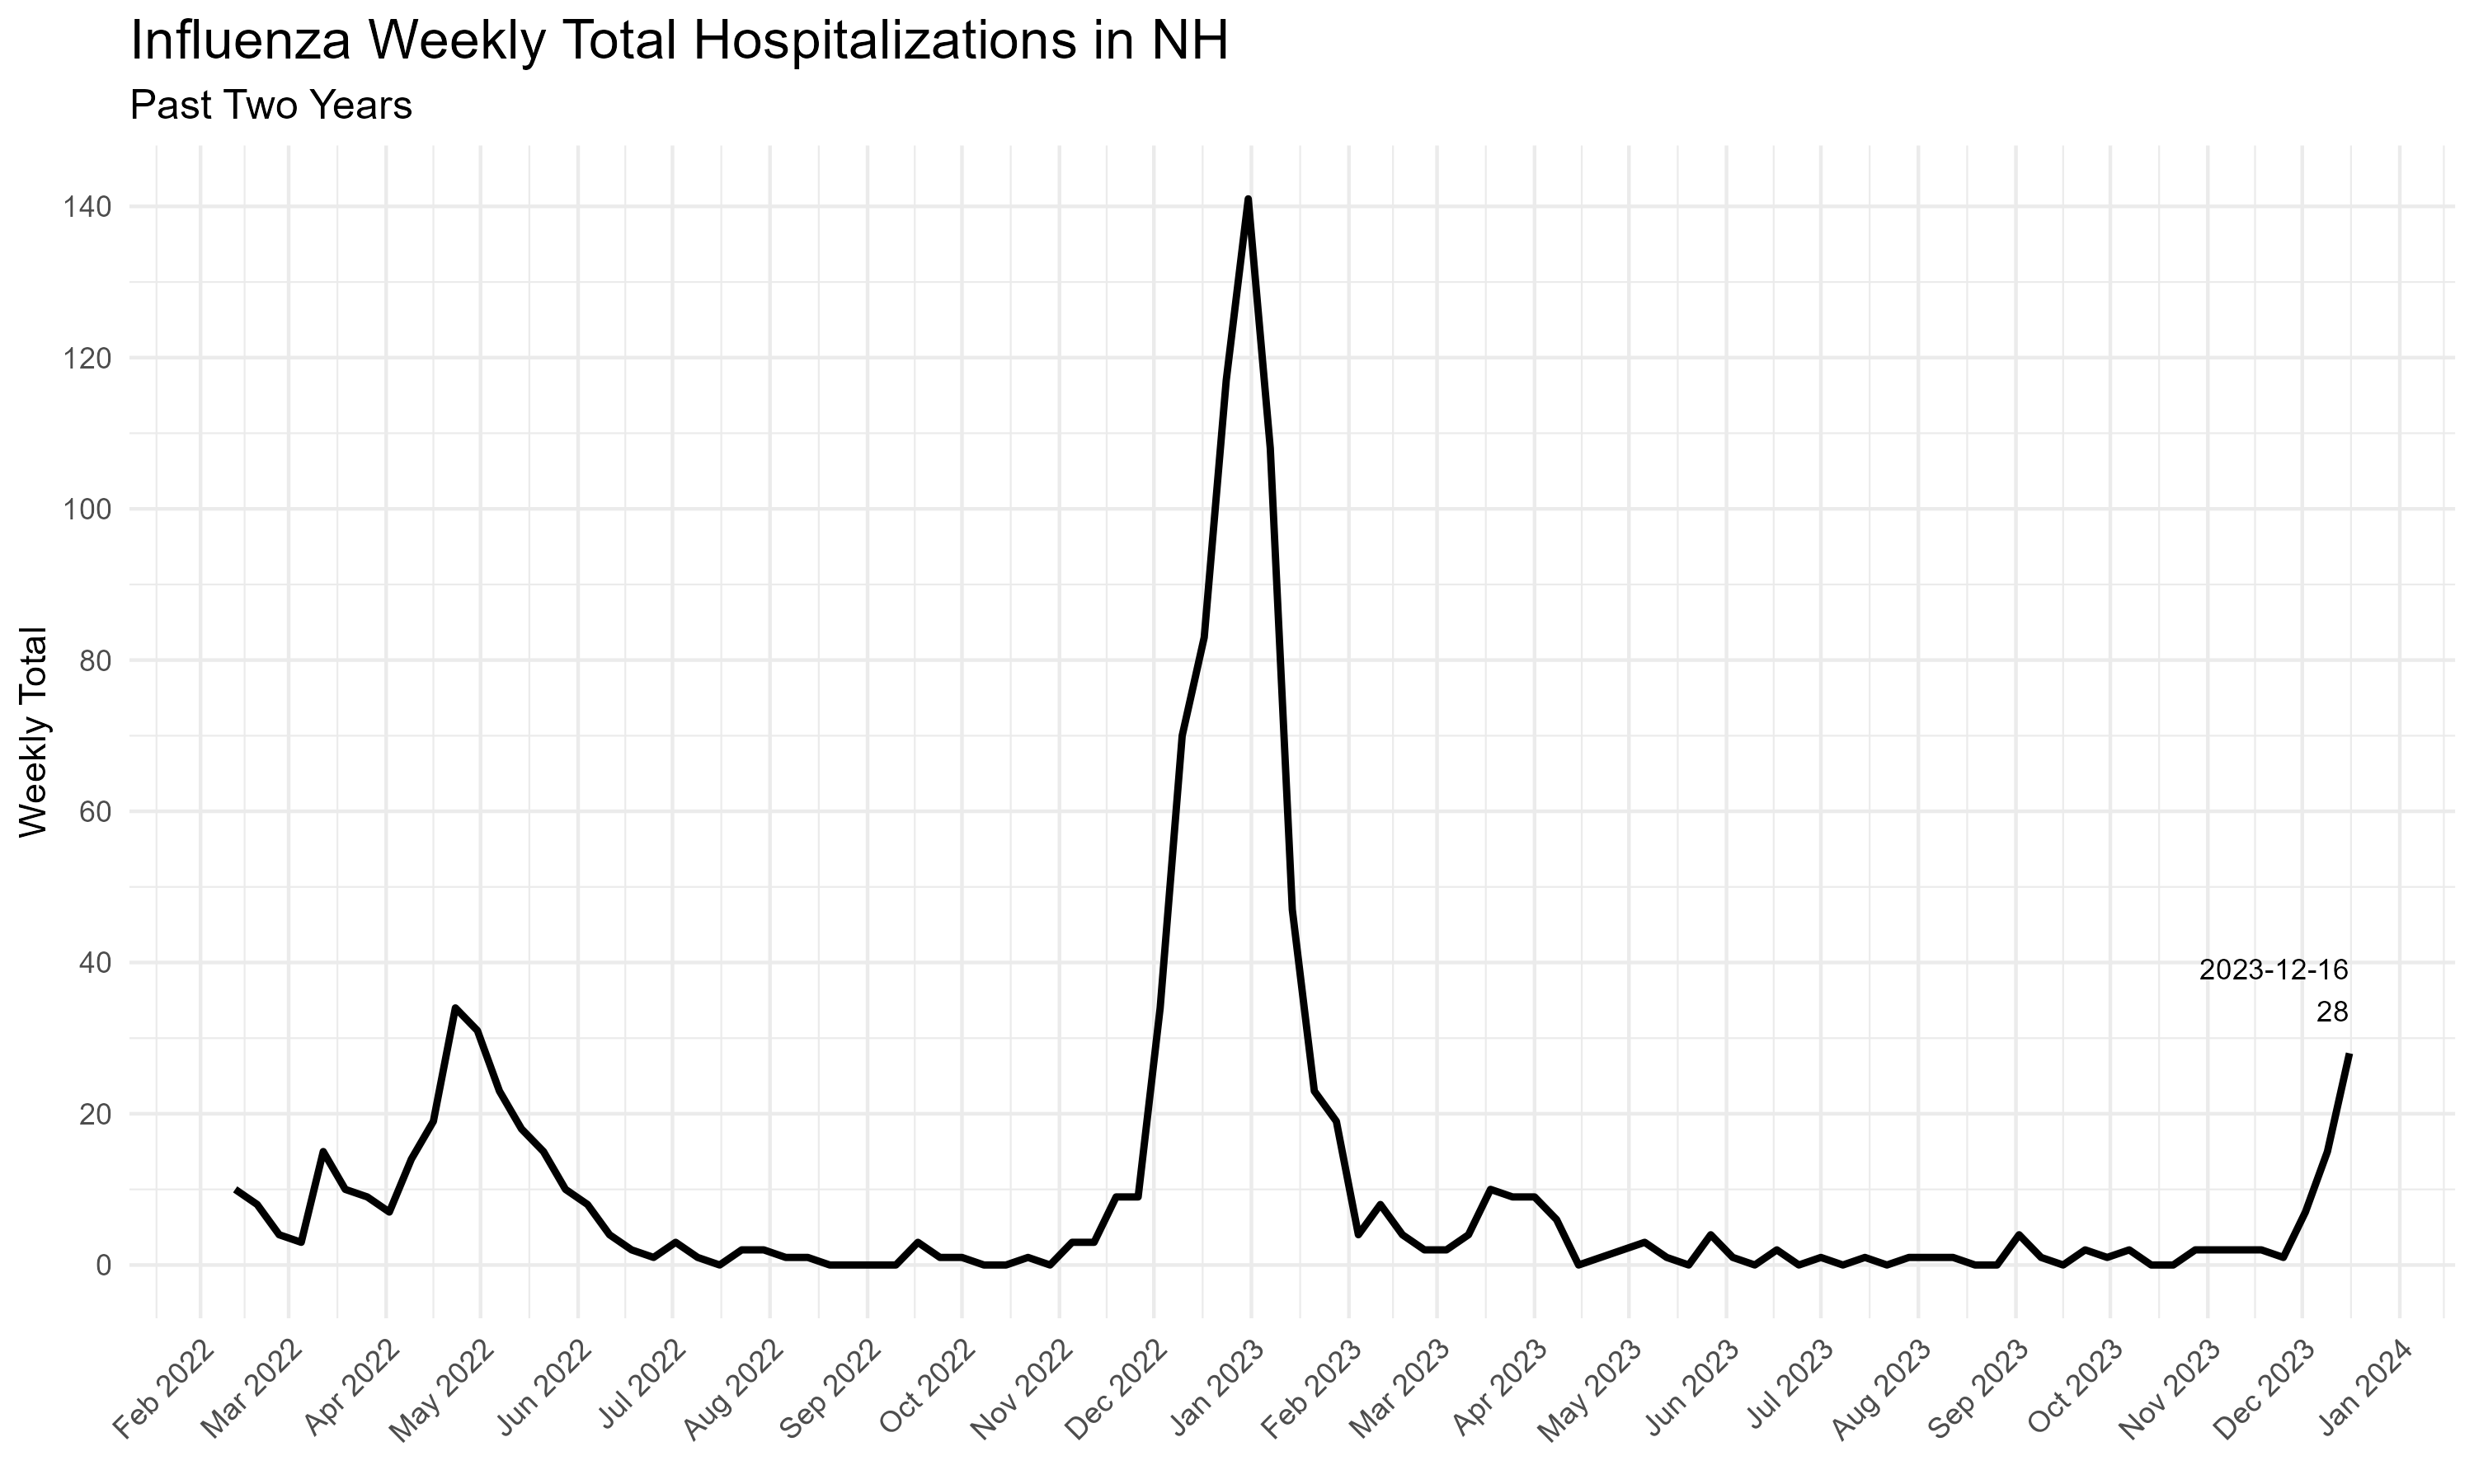 Influenza Weekly Total Hospitalizations in NH
Past Two Years
Weekly Total
140
120
100
80
60
40
20
0
2023-12-16
28
Feb 2022
Mar 2022
Apr 2022
May 2022
Jun 2022
Jul 2022
Aug 2022
Sep 2022
Oct 2022
Nov 2022
Dec 2022
Jan 2023
Feb 2023
Mar 2023
Apr 2023
May 2023
Jun 2023
Jul 2023
Aug 2023
Sep 2023
Oct 2023
Nov 2023
Dec 2023
Jan 2024